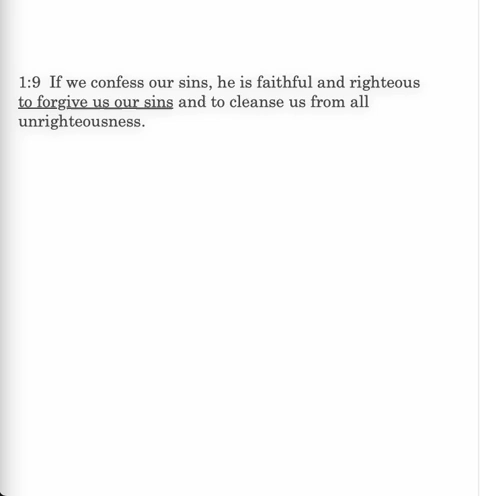 1:9 If we confess our sins, he is faithful and righteous
to forgive us our sins and to cleanse us from all
unrighteousness.